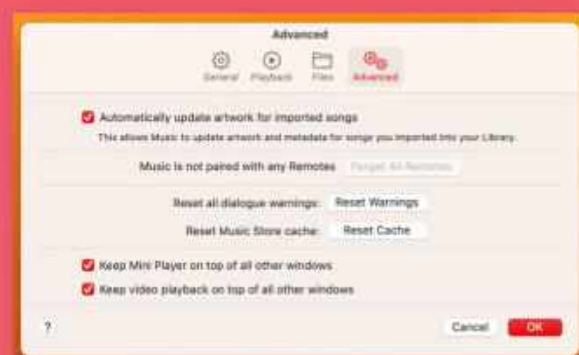 Advanced
General Playback Files Advanced
Automatically update artwork for imported songs
This allows Music to update artwork and metadata for songs you imported into your Library.
Music is not paired with any Remotes Forget All Remotes
Reset all dialogue warnings: Reset Warnings
Reset Music Store cache: Reset Cache
Keep Mini Player on top of all other windows
Keep video playback on top of all other windows
? Cancel OK